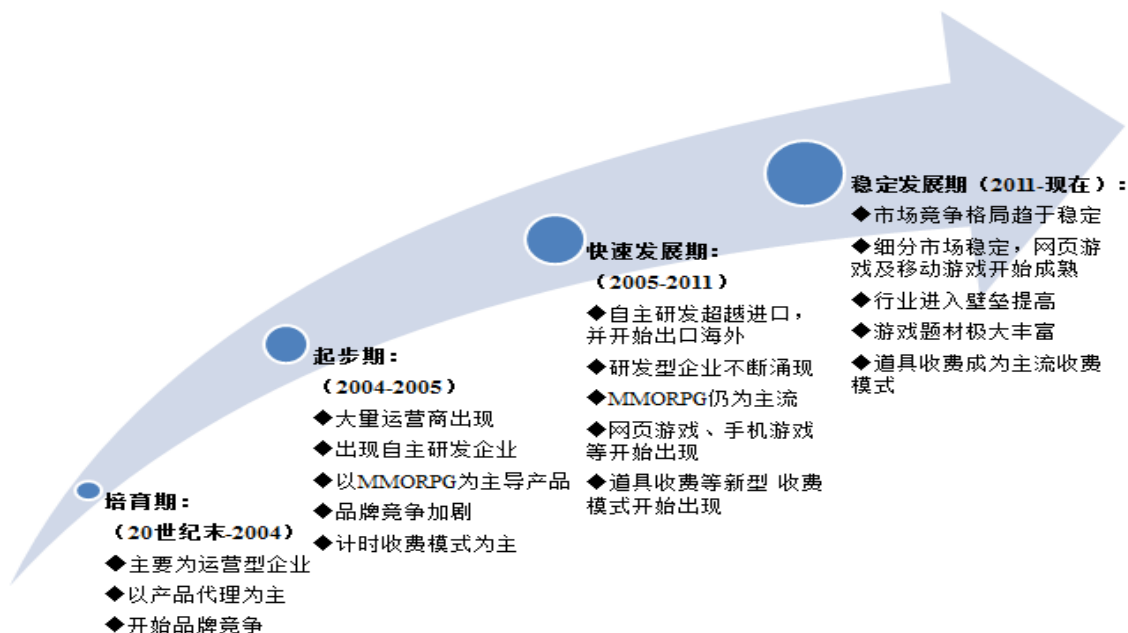 培育期：
（20世纪末-2004）
◆主要为运营型企业
◆以产品代理为主
◆开始品牌竞争
起步期：
（2004-2005）
◆大量运营商出现
◆出现自主研发企业
◆以MMORPG为主导产品
◆品牌竞争加剧
◆计时收费模式为主
快速发展期：
（2005-2011）
◆自主研发超越进口，
并开始出口海外
◆研发型企业不断涌现
◆MMORPG仍为主流
◆网页游戏、手机游戏
等开始出现
◆道具收费等新型 收费
模式开始出现
稳定发展期（2011-现在）：
◆市场竞争格局趋于稳定
◆细分市场稳定，网页游
戏及移动游戏开始成熟
◆行业进入壁垒提高
◆游戏题材极大丰富
◆道具收费成为主流收费
模式